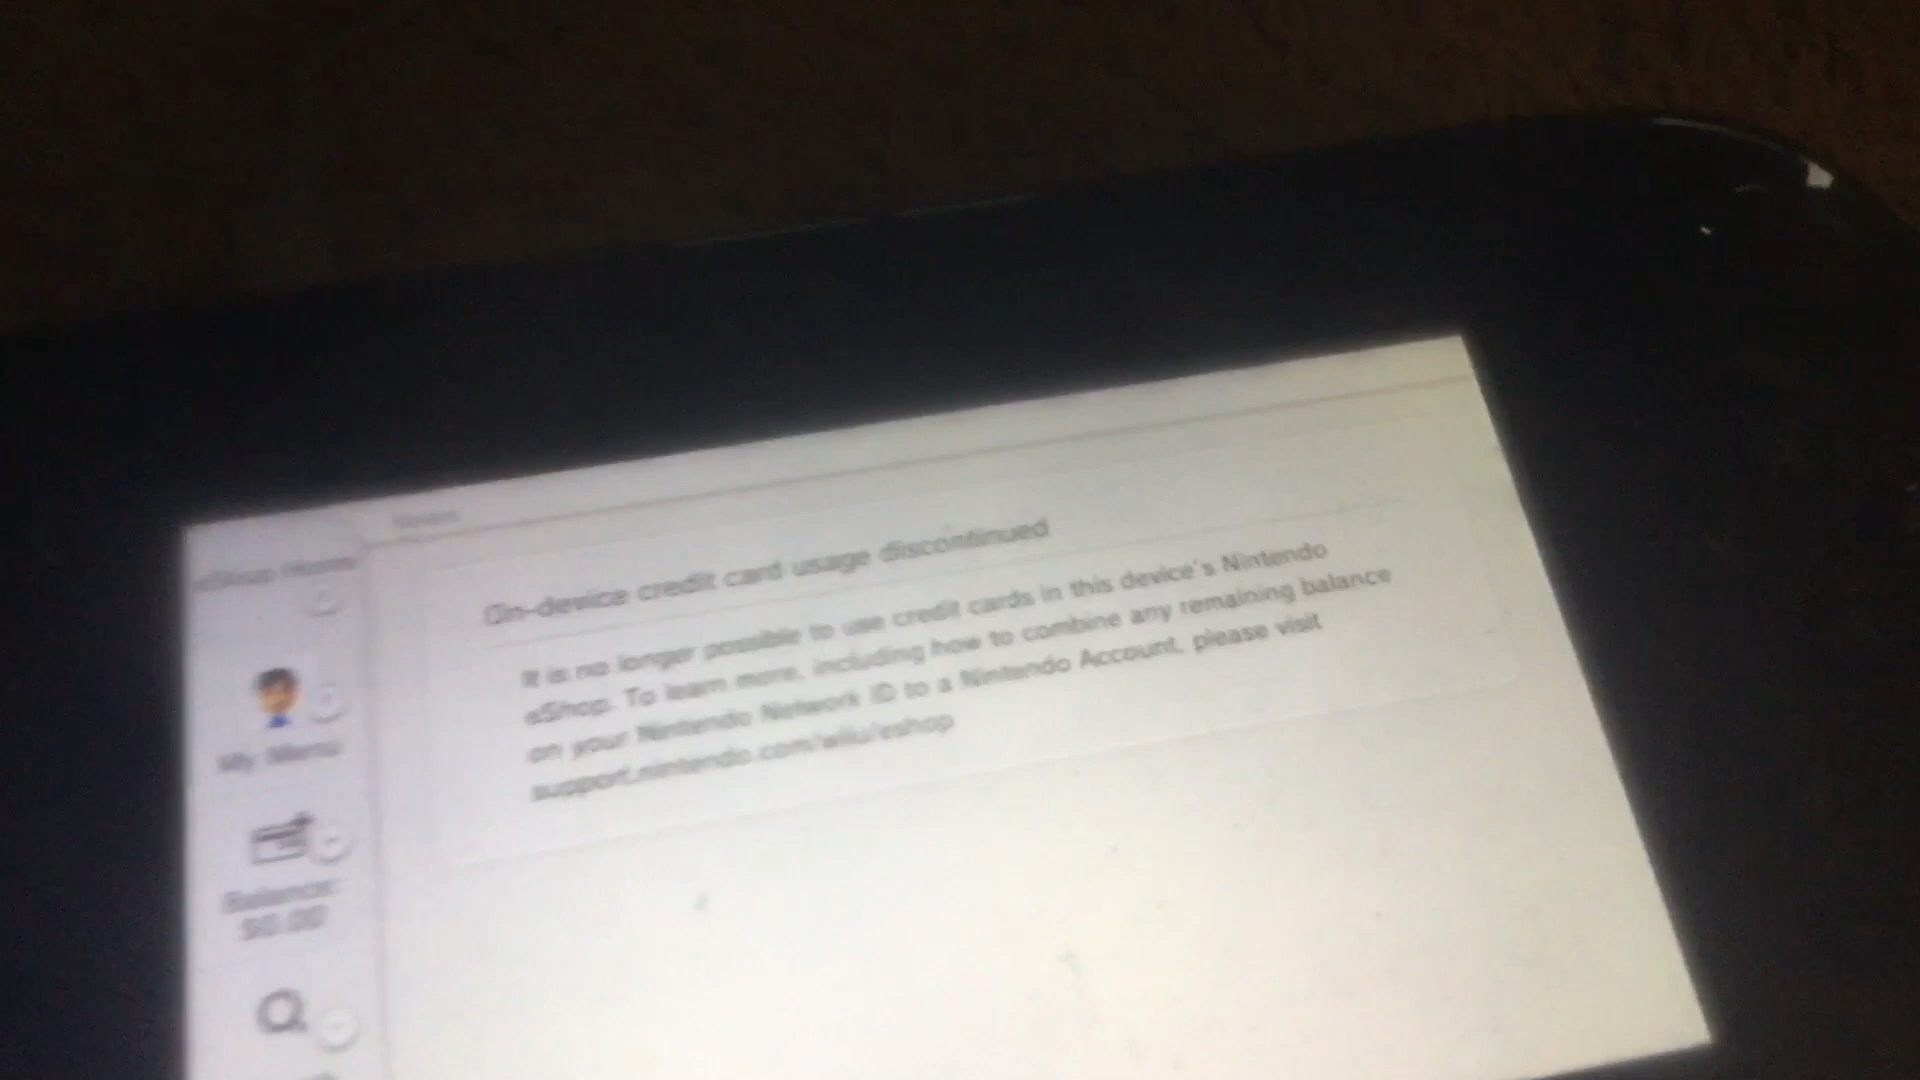 News
eShop Home
On-device credit card usage discontinued
It is no longer possible to use credit cards in this device's Nintendo
eShop. To learn more, including how to combine any remaining balance
on your Nintendo Network ID to a Nintendo Account, please visit
support.nintendo.com/wiiu/eshop
My Menu
Balance:
$0.00